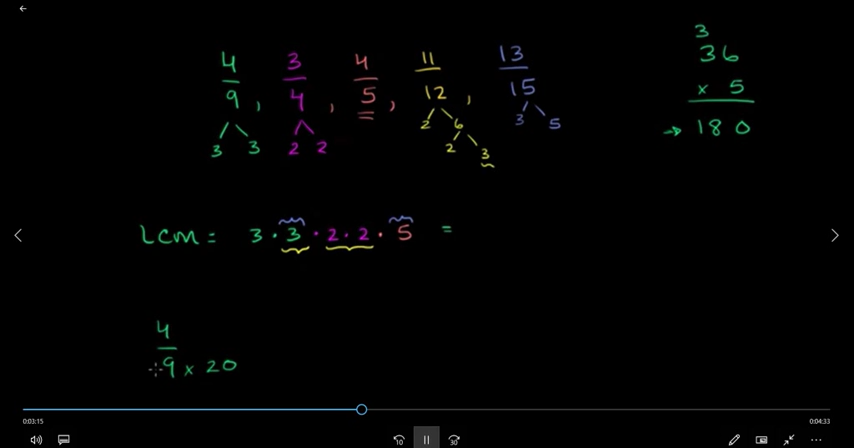 3
4/9 , 3/4 , 4/5 , 11/12 , 13/15
36
x 5
180
3 3 2 2 2 6 3 5
2 3
LCM = 3 · 3 · 2 · 2 · 5 =
4
9 x 20
0:03:15 0:04:33
10 30